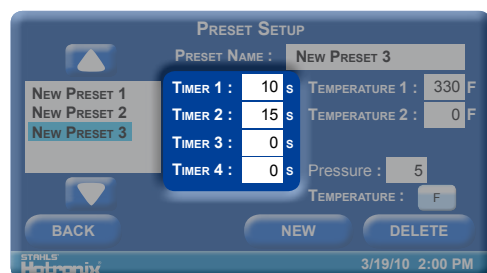 PRESET SETUP
PRESET NAME : NEW PRESET 3
NEW PRESET 1
NEW PRESET 2
NEW PRESET 3
TIMER 1 : 10 S TEMPERATURE 1 : 330 F
TIMER 2 : 15 S TEMPERATURE 2 : 0 F
TIMER 3 : 0 S
TIMER 4 : 0 S Pressure : 5
TEMPERATURE : F
BACK NEW DELETE
STAHLS'
Hotronix 3/19/10 2:00 PM